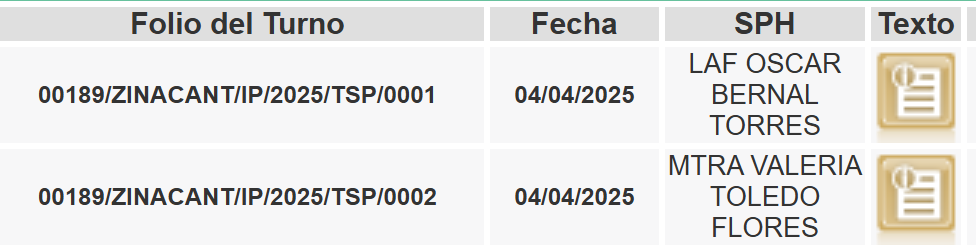 Folio del Turno Fecha SPH Texto
00189/ZINACANT/IP/2025/TSP/0001 04/04/2025 LAF OSCAR
BERNAL
TORRES
00189/ZINACANT/IP/2025/TSP/0002 04/04/2025 MTRA VALERIA
TOLEDO
FLORES